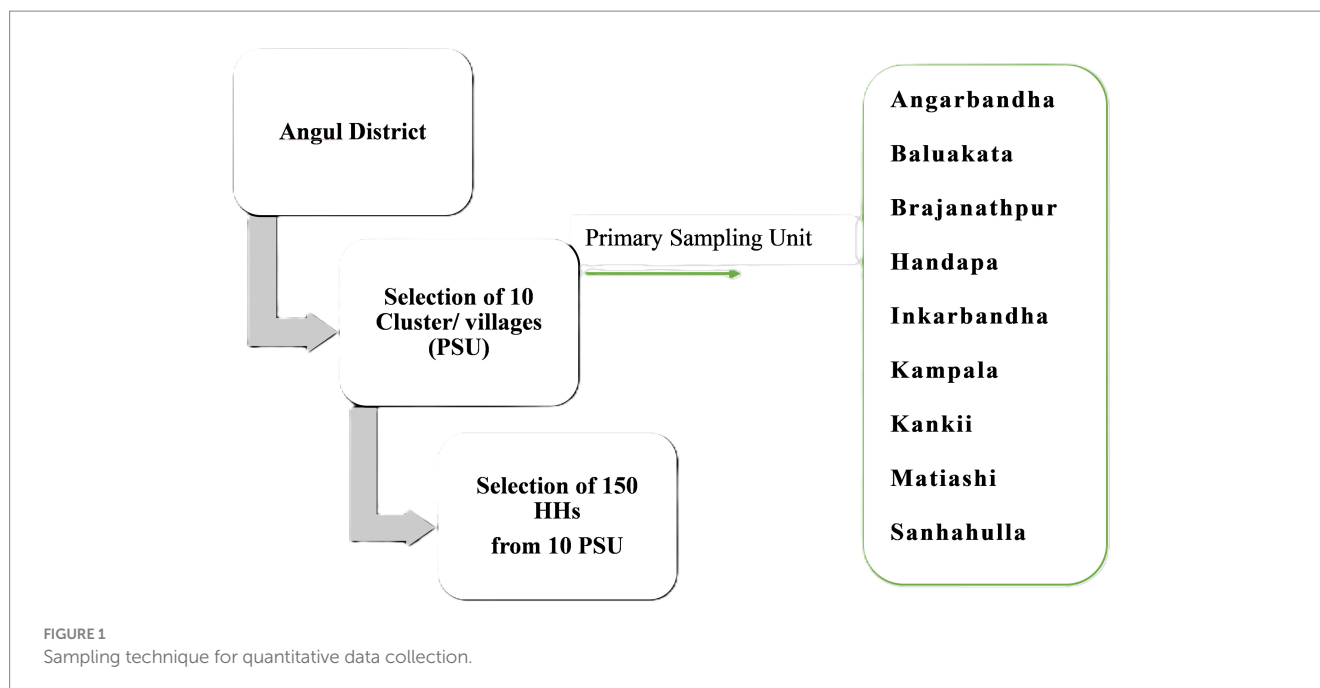 Angul District
Selection of 10
Cluster/ villages
(PSU)
Selection of 150
HHs
from 10 PSU
Primary Sampling Unit
Angarbandha
Baluakata
Brajanathpur
Handapa
Inkarbandha
Kampala
Kankii
Matiashi
Sanhahulla
FIGURE 1
Sampling technique for quantitative data collection.